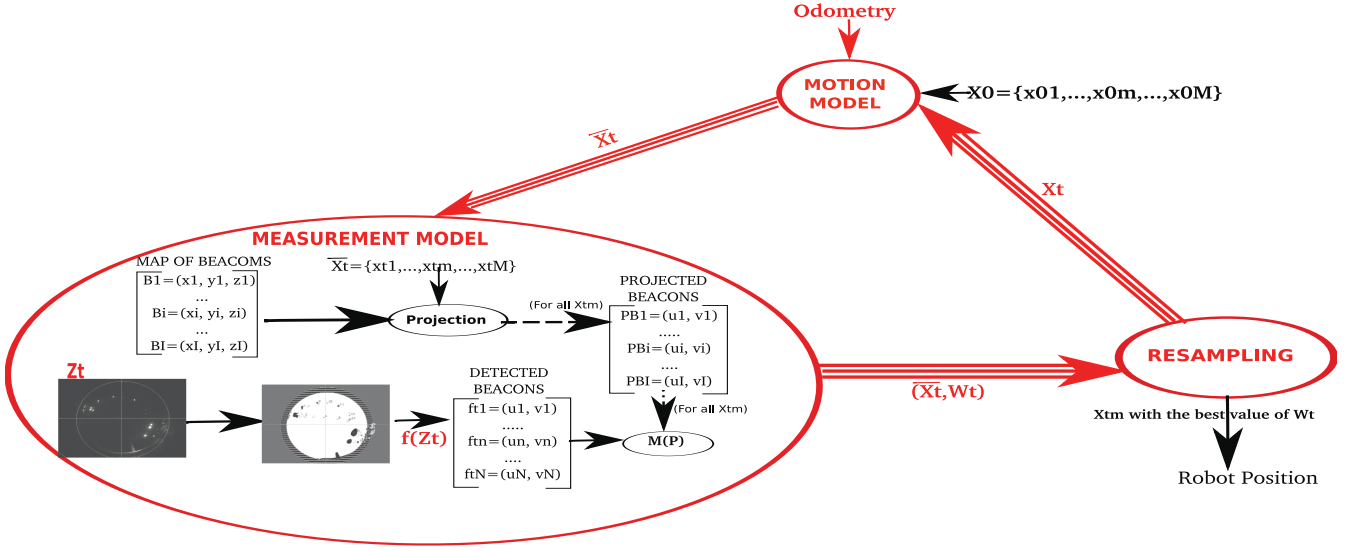 Odometry
MOTION
MODEL
X0={x01,...,x0m,...,x0M}
X̅t
Xt
MEASUREMENT MODEL
MAP OF BEACOMS
B1=(x1, y1, z1)
...
Bi=(xi, yi, zi)
...
BI=(xI, yI, zI)
X̅t={xt1,...,xtm,...,xtM}
Projection
(For all Xtm)
PROJECTED
BEACONS
PB1=(u1, v1)
.....
PBi=(ui, vi)
....
PBI=(uI, vI)
(For all Xtm)
Zt
f(Zt)
DETECTED
BEACONS
ft1=(u1, v1)
.....
ftn=(un, vn)
....
ftN=(uN, vN)
M(P)
(X̅t,Wt)
RESAMPLING
Xtm with the best value of Wt
Robot Position